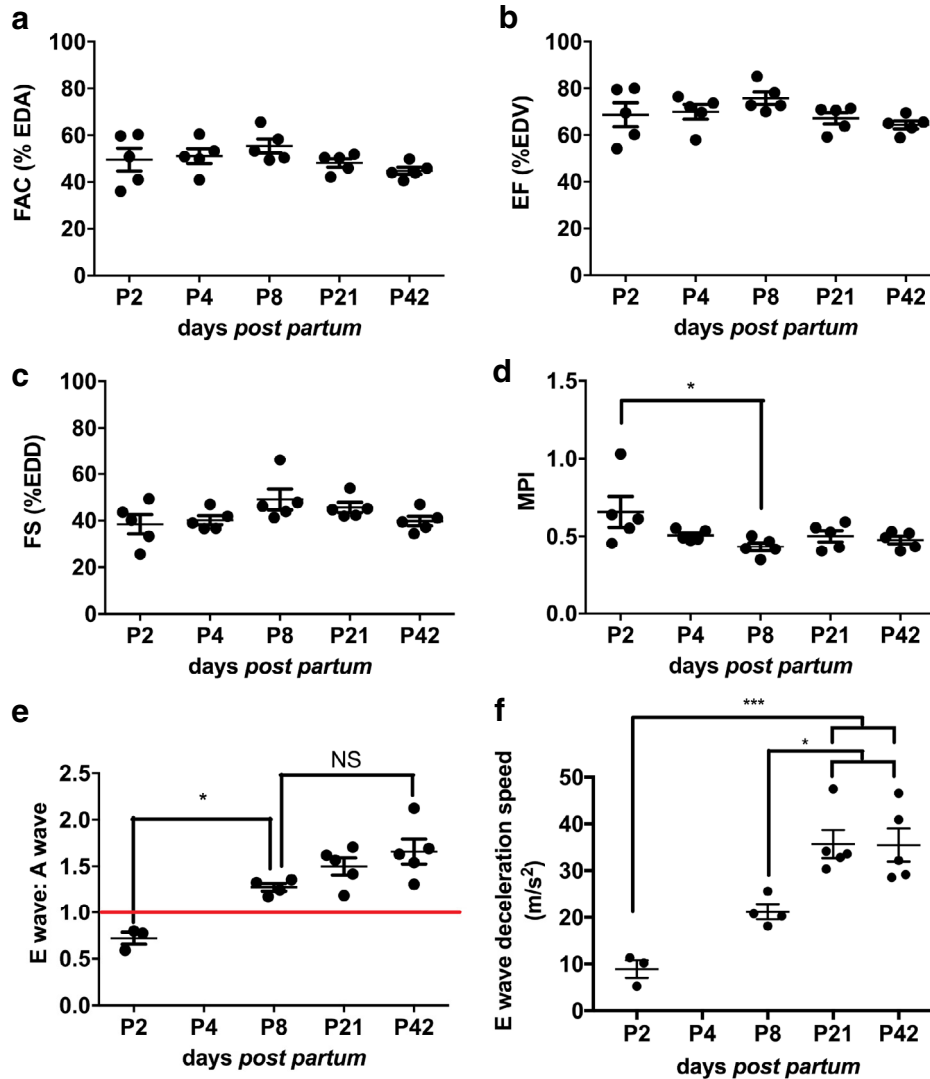 a
100
80
60
40
20
0
FAC (% EDA)
P2 P4 P8 P21 P42
days post partum
b
100
80
60
40
20
0
EF (%EDV)
P2 P4 P8 P21 P42
days post partum
c
100
80
60
40
20
0
FS (%EDD)
P2 P4 P8 P21 P42
days post partum
d
1.5
1.0
0.5
0.0
MPI
*
P2 P4 P8 P21 P42
days post partum
e
2.5
2.0
1.5
1.0
0.5
0.0
E wave: A wave
*
NS
P2 P4 P8 P21 P42
days post partum
f
50
40
30
20
10
0
E wave deceleration speed
(m/s²)
***
*
P2 P4 P8 P21 P42
days post partum